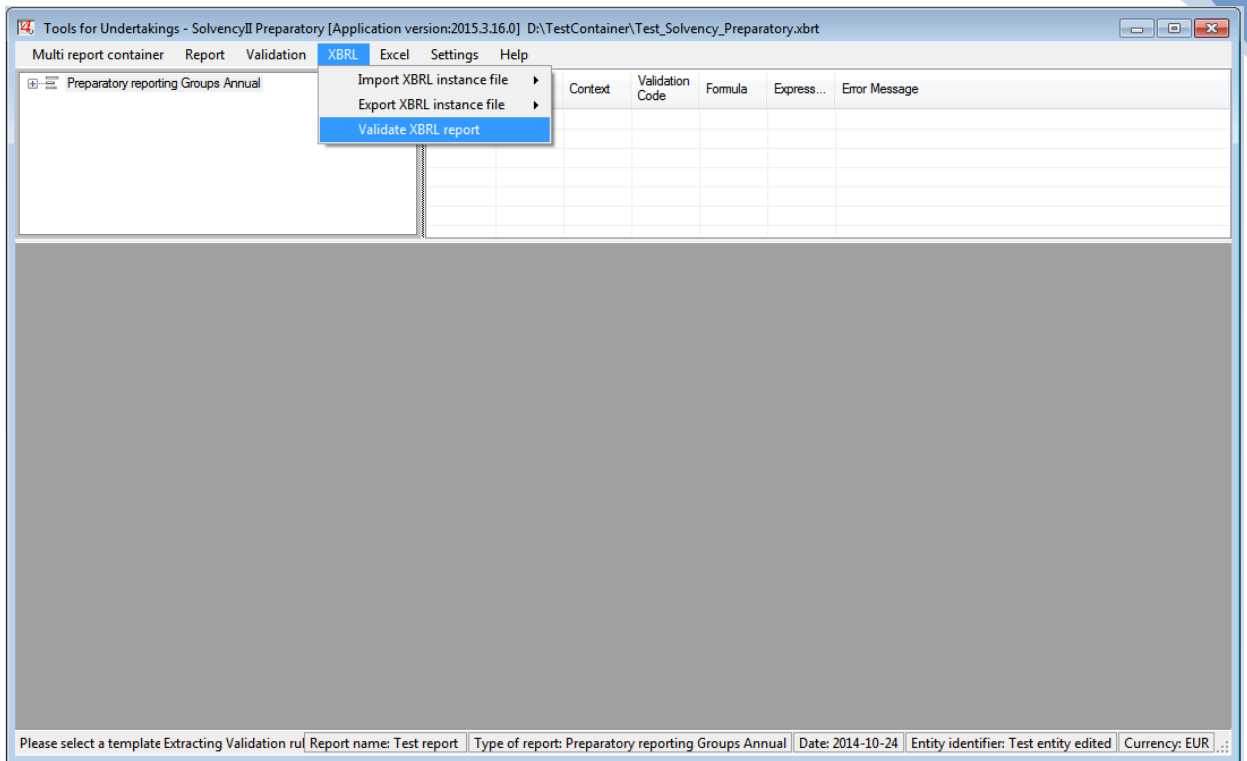 Tools for Undertakings - SolvencyII Preparatory [Application version:2015.3.16.0] D:\TestContainer\Test_Solvency_Preparatory.xbrt
Multi report container Report Validation XBRL Excel Settings Help
Preparatory reporting Groups Annual
Import XBRL instance file
Export XBRL instance file
Validate XBRL report
Context Validation Code Formula Express... Error Message
Please select a template Extracting Validation rul Report name: Test report Type of report: Preparatory reporting Groups Annual Date: 2014-10-24 Entity identifier: Test entity edited Currency: EUR